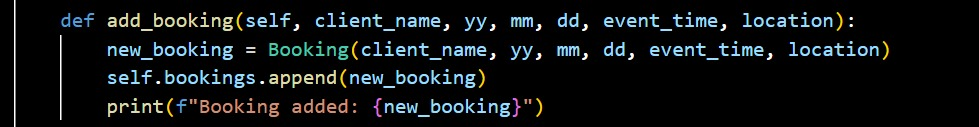 def add_booking(self, client_name, yy, mm, dd, event_time, location):
    new_booking = Booking(client_name, yy, mm, dd, event_time, location)
    self.bookings.append(new_booking)
    print(f"Booking added: {new_booking}")